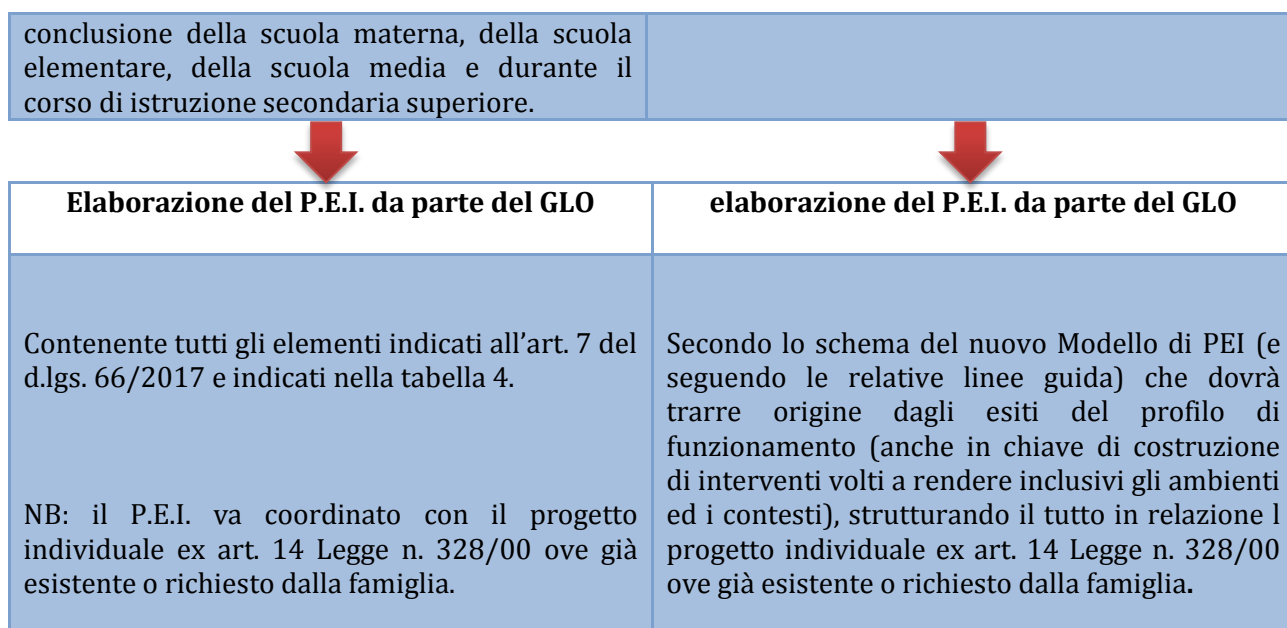 conclusione della scuola materna, della scuola
elementare, della scuola media e durante il
corso di istruzione secondaria superiore.
Elaborazione del P.E.I. da parte del GLO
Contenente tutti gli elementi indicati all’art. 7 del
d.lgs. 66/2017 e indicati nella tabella 4.
NB: il P.E.I. va coordinato con il progetto
individuale ex art. 14 Legge n. 328/00 ove già
esistente o richiesto dalla famiglia.
elaborazione del P.E.I. da parte del GLO
Secondo lo schema del nuovo Modello di PEI (e
seguendo le relative linee guida) che dovrà
trarre origine dagli esiti del profilo di
funzionamento (anche in chiave di costruzione
di interventi volti a rendere inclusivi gli ambienti
ed i contesti), strutturando il tutto in relazione l
progetto individuale ex art. 14 Legge n. 328/00
ove già esistente o richiesto dalla famiglia.